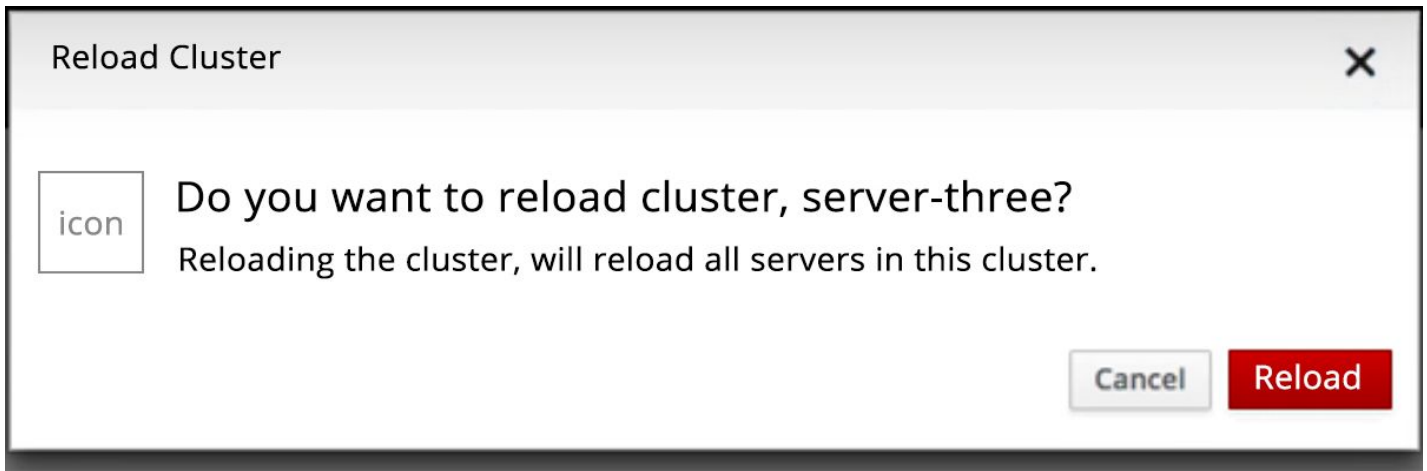 Reload Cluster
icon
Do you want to reload cluster, server-three?
Reloading the cluster, will reload all servers in this cluster.
Cancel
Reload